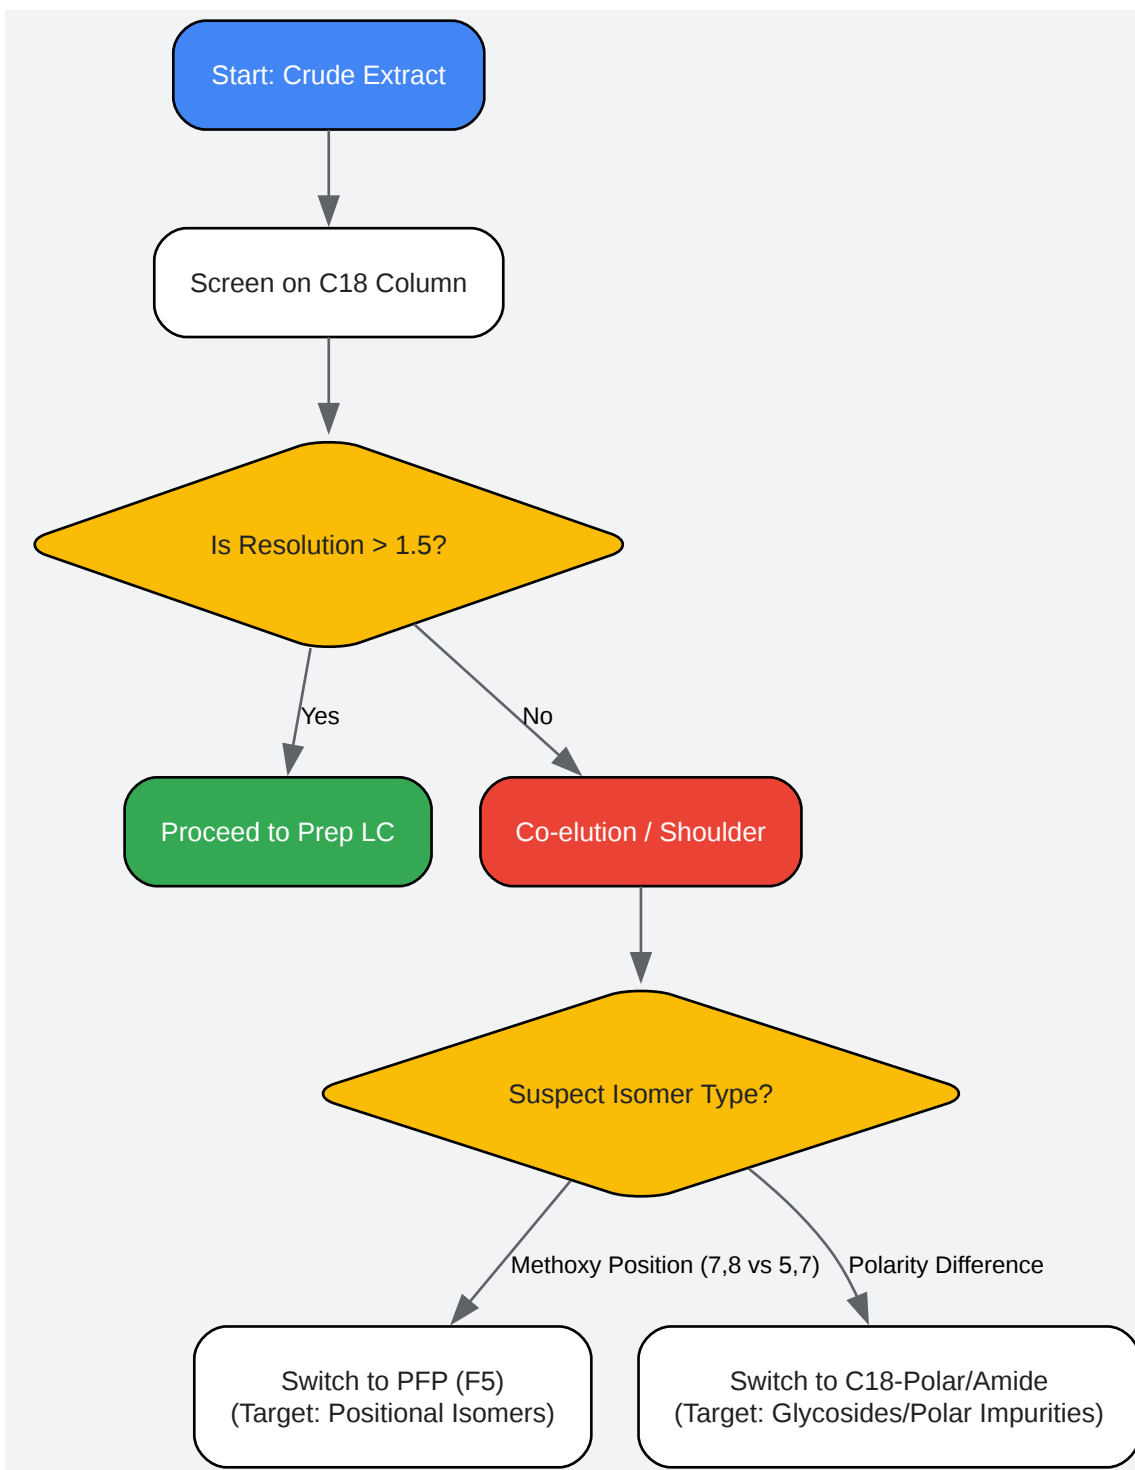 Start: Crude Extract
Screen on C18 Column
Is Resolution > 1.5?
Yes
No
Proceed to Prep LC
Co-elution / Shoulder
Suspect Isomer Type?
Methoxy Position (7,8 vs 5,7)
Polarity Difference
Switch to PFP (F5)
(Target: Positional Isomers)
Switch to C18-Polar/Amide
(Target: Glycosides/Polar Impurities)